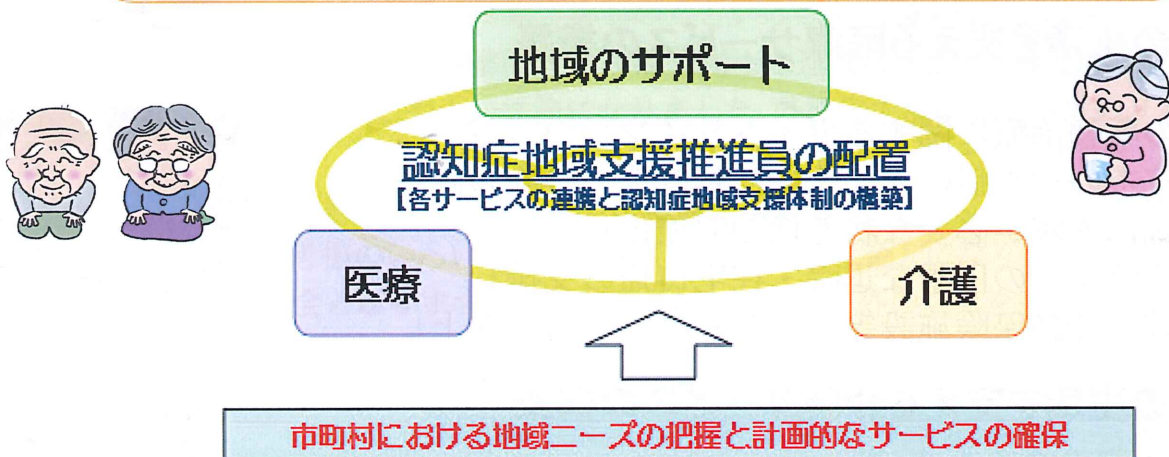 地域のサポート
認知症地域支援推進員の配置
【各サービスの連携と認知症地域支援体制の構築】
医療
介護
市町村における地域ニーズの把握と計画的なサービスの確保